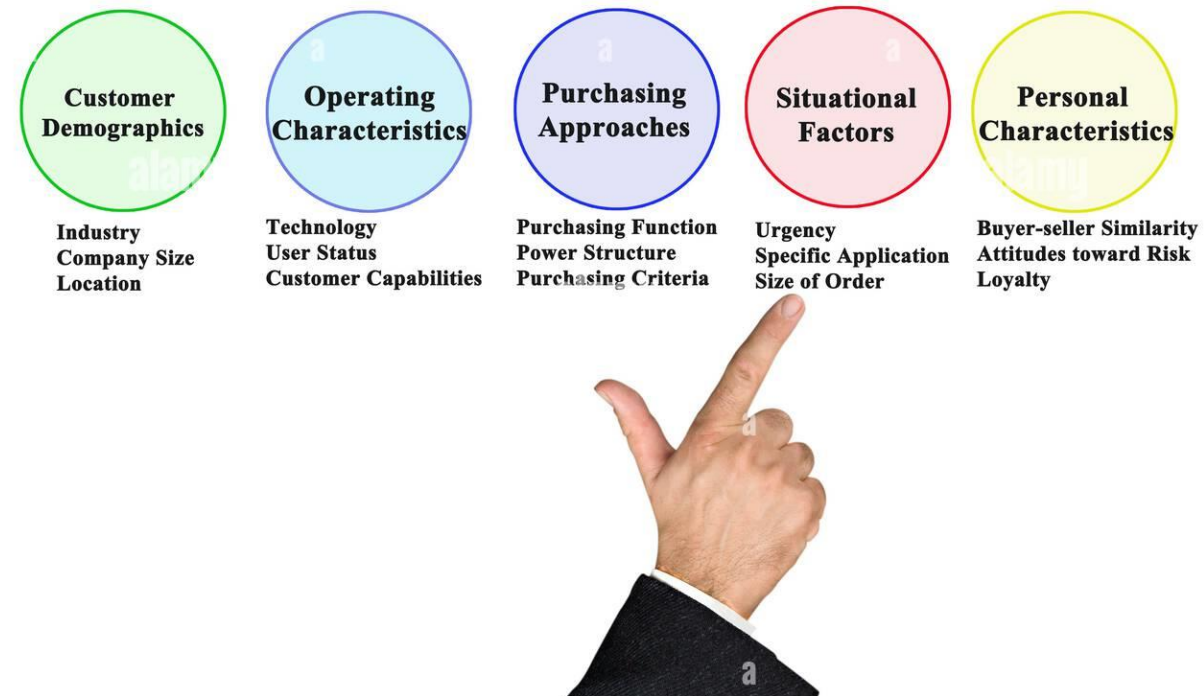 Customer
Demographics
Industry
Company Size
Location
Operating
Characteristics
Technology
User Status
Customer Capabilities
Purchasing
Approaches
Purchasing Function
Power Structure
Purchasing Criteria
Situational
Factors
Urgency
Specific Application
Size of Order
Personal
Characteristics
Buyer-seller Similarity
Attitudes toward Risk
Loyalty
a
a
a
alamy
alamy
a
a
a